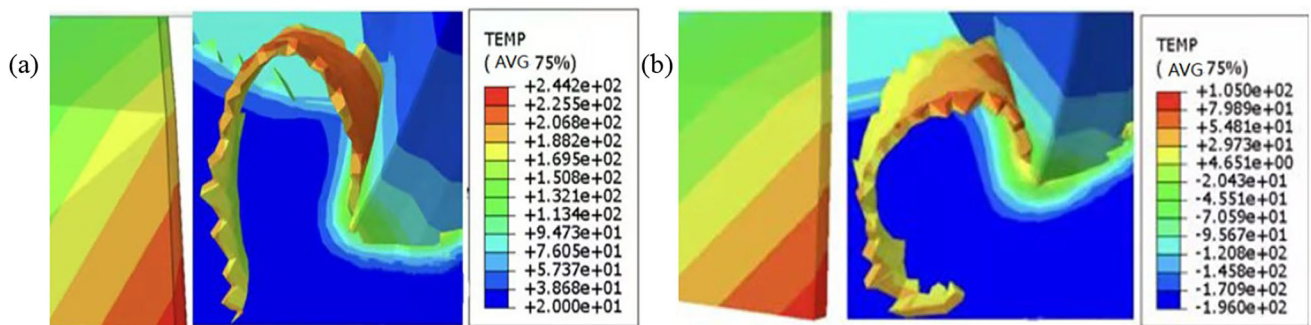 (a)
TEMP
( AVG 75%)
+2.442e+02
+2.255e+02
+2.068e+02
+1.882e+02
+1.695e+02
+1.508e+02
+1.321e+02
+1.134e+02
+9.473e+01
+7.605e+01
+5.737e+01
+3.868e+01
+2.000e+01
(b)
TEMP
( AVG 75%)
+1.050e+02
+7.989e+01
+5.481e+01
+2.973e+01
+4.651e+00
-2.043e+01
-4.551e+01
-7.059e+01
-9.567e+01
-1.208e+02
-1.458e+02
-1.709e+02
-1.960e+02